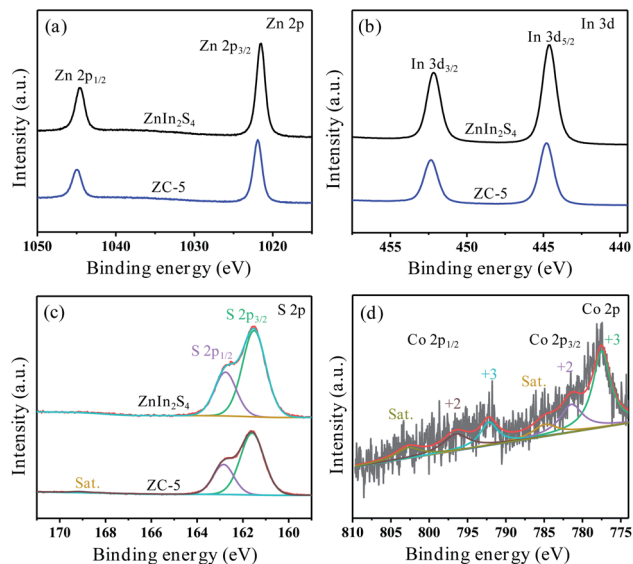 (a)
Zn 2p
Zn 2p3/2
Zn 2p1/2
ZnIn2S4
ZC-5
Intensity (a.u.)
1050 1040 1030 1020
Binding energy (eV)
(b)
In 3d
In 3d5/2
In 3d3/2
ZnIn2S4
ZC-5
Intensity (a.u.)
455 450 445 440
Binding energy (eV)
(c)
S 2p
S 2p3/2
S 2p1/2
ZnIn2S4
Sat.
ZC-5
Intensity (a.u.)
170 168 166 164 162 160
Binding energy (eV)
(d)
Co 2p
Co 2p1/2
Co 2p3/2
+3
+2
Sat.
+3
+2
Sat.
Intensity (a.u.)
810 805 800 795 790 785 780 775
Binding energy (eV)